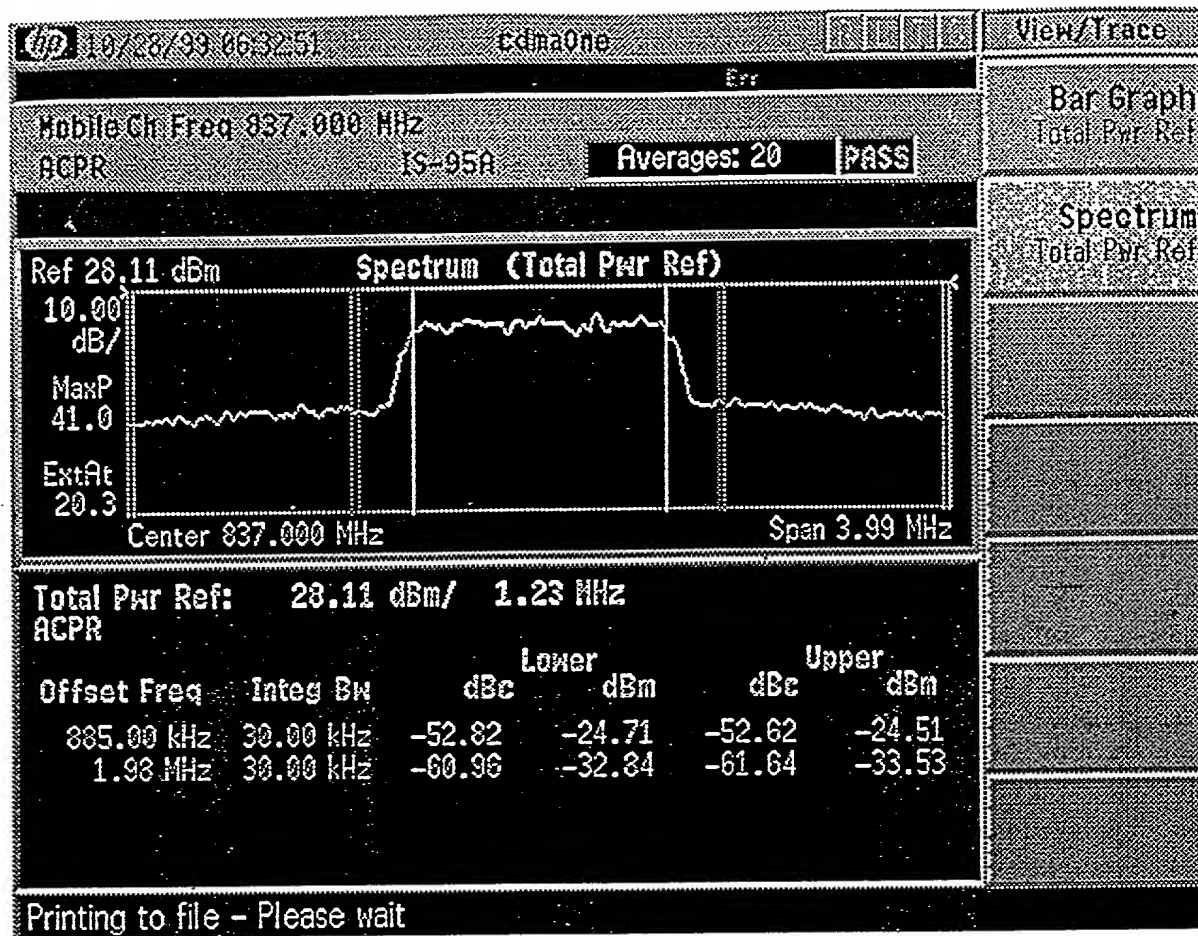 hp 10/28/99 06:32:51 cdmaOne View/Trace
Err
Mobile Ch Freq 837.000 MHz
ACPR IS-95A Averages: 20 PASS
Bar Graph
Total Pwr Ref
Spectrum
Total Pwr Ref
Ref 28.11 dBm Spectrum (Total Pwr Ref)
10.00
dB/
MaxP
41.0
ExtAt
20.3
Center 837.000 MHz Span 3.99 MHz
Total Pwr Ref: 28.11 dBm/ 1.23 MHz
ACPR
Lower Upper
Offset Freq Integ Bw dBc dBm dBc dBm
885.00 kHz 30.00 kHz -52.82 -24.71 -52.62 -24.51
1.98 MHz 30.00 kHz -60.96 -32.84 -61.64 -33.53
Printing to file - Please wait